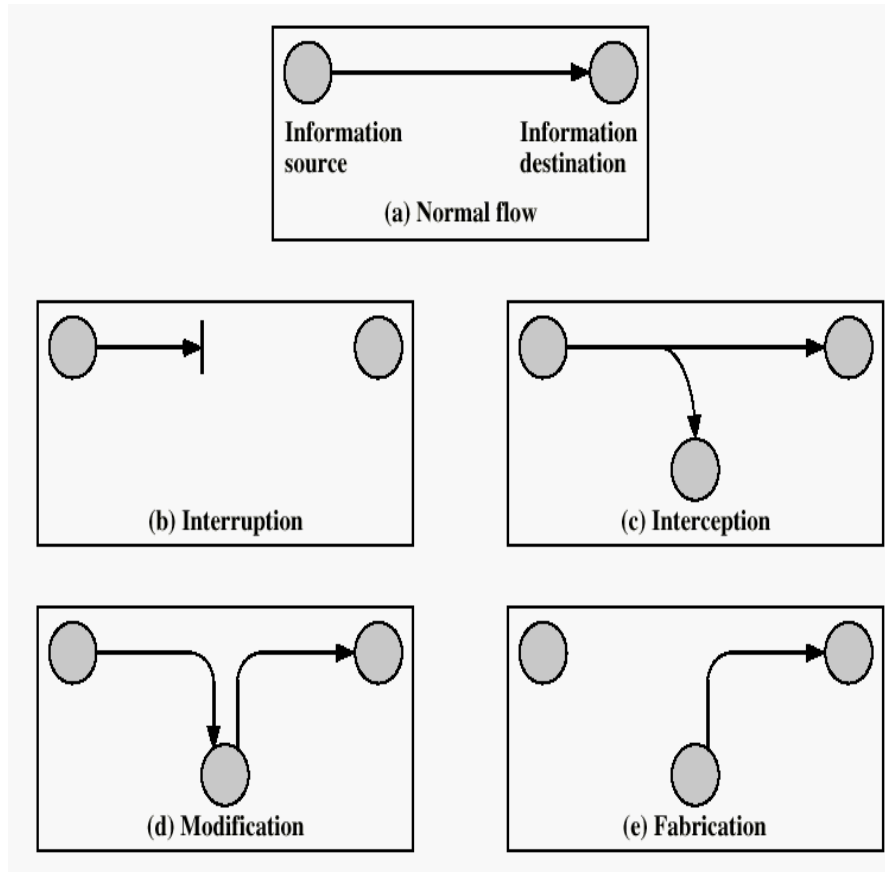 Information Information
source destination
(a) Normal flow
(b) Interruption
(c) Interception
(d) Modification
(e) Fabrication